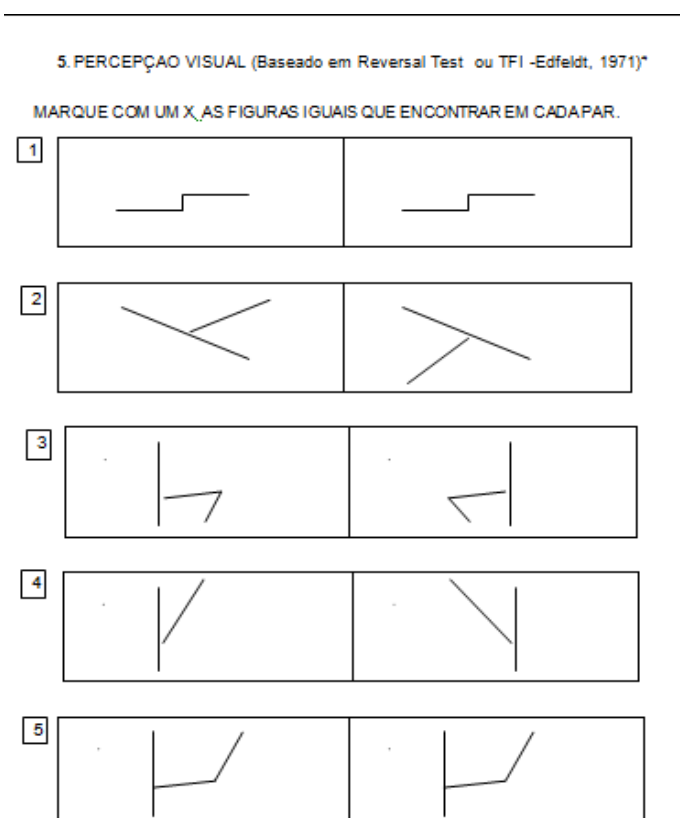 5. PERCEPÇAO VISUAL (Baseado em Reversal Test ou TFI -Edfeldt, 1971)*
MARQUE COM UM X, AS FIGURAS IGUAIS QUE ENCONTRAR EM CADA PAR.
1
2
3
4
5